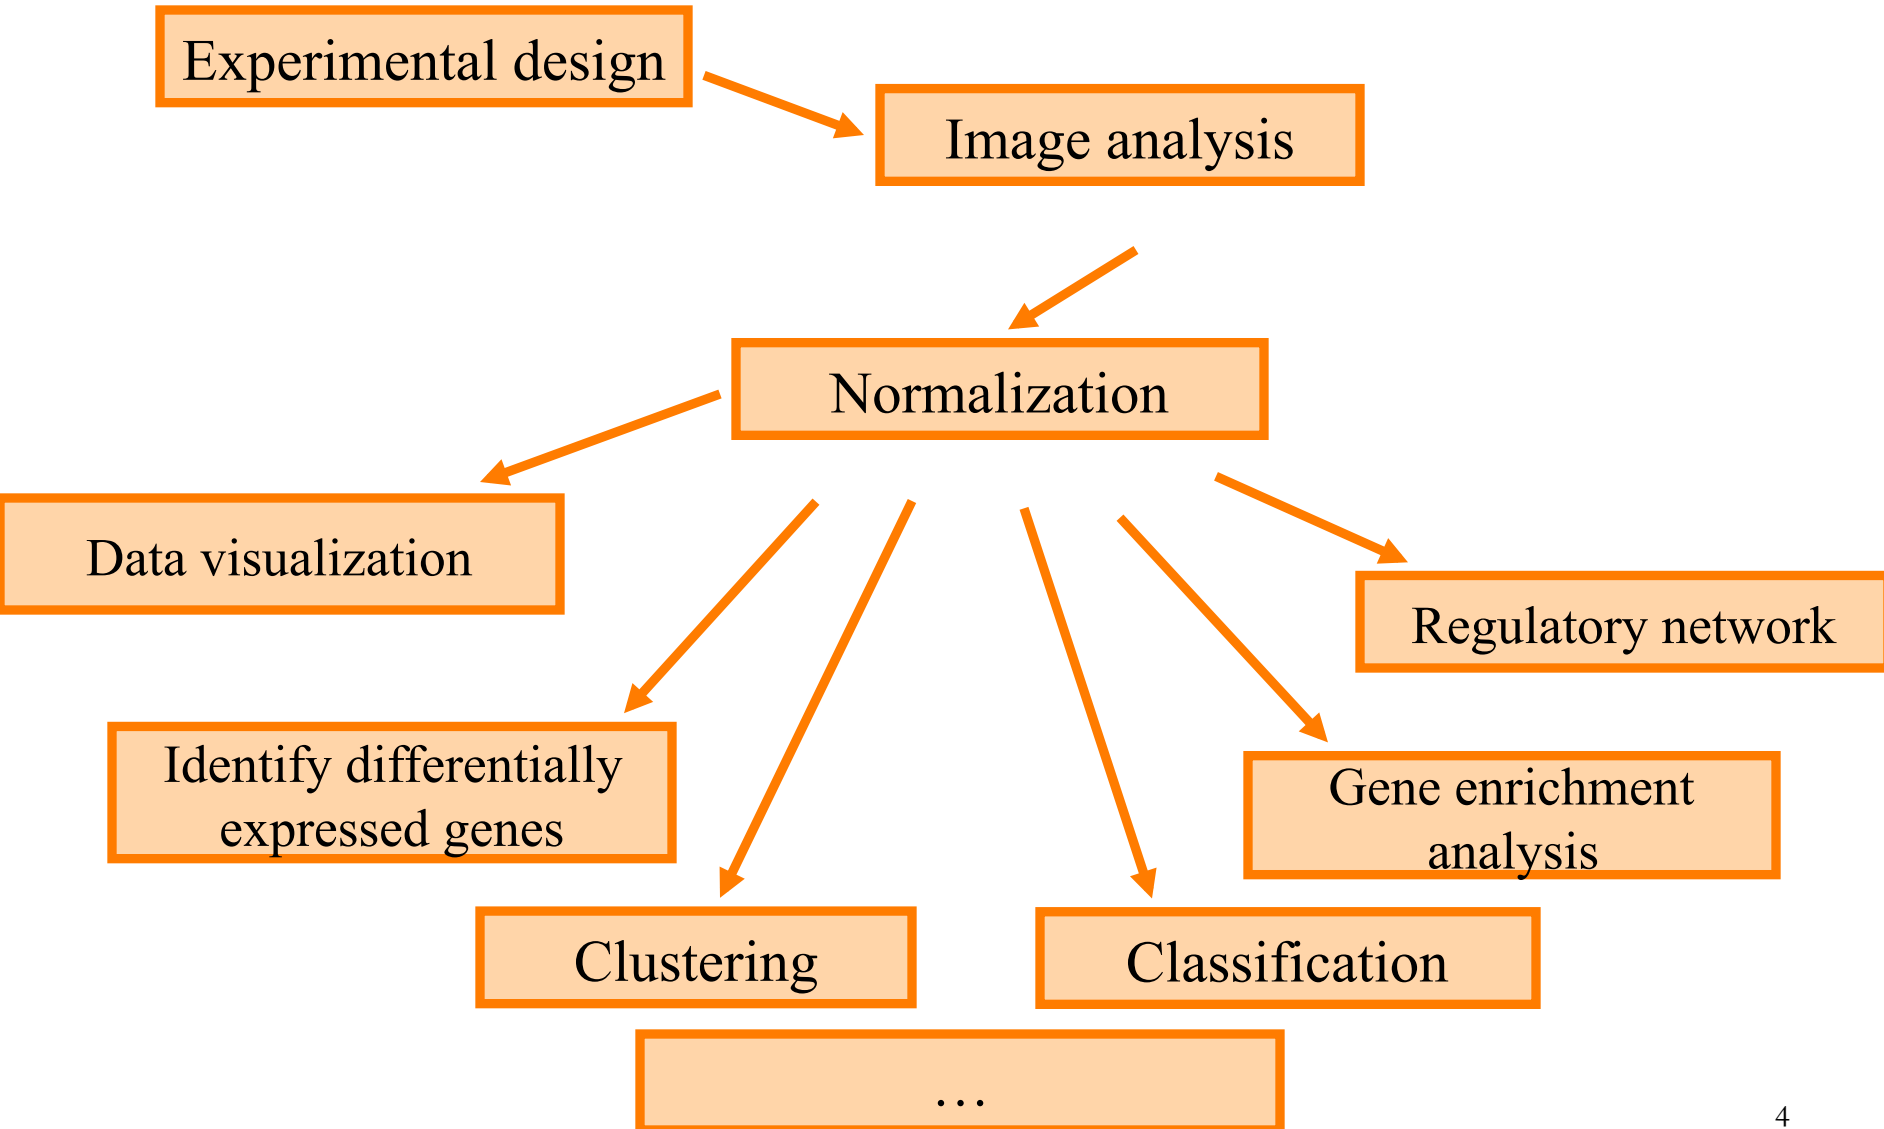 Experimental design
Image analysis
Normalization
Data visualization
Regulatory network
Identify differentially
expressed genes
Gene enrichment
analysis
Clustering
Classification
…
4